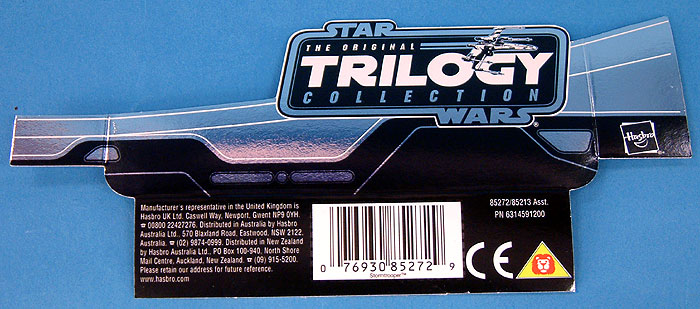 STAR
THE ORIGINAL
TRILOGY
COLLECTION
WARS®
Hasbro
Manufacturer's representative in the United Kingdom is
Hasbro UK Ltd. Caswell Way, Newport, Gwent NP9 0YH.
☎ 00800 22427276. Distributed in Australia by Hasbro
Australia Ltd., 570 Blaxland Road, Eastwood, NSW 2122,
Australia. ☎ (02) 9874-0999. Distributed in New Zealand
by Hasbro Australia Ltd., PO Box 100-940, North Shore
Mail Centre, Auckland, New Zealand. ☎ (09) 915-5200.
Please retain our address for future reference.
www.hasbro.com
0 76930 85272 9
Stormtrooper™
85272/85213 Asst.
PN 6314591200
CE